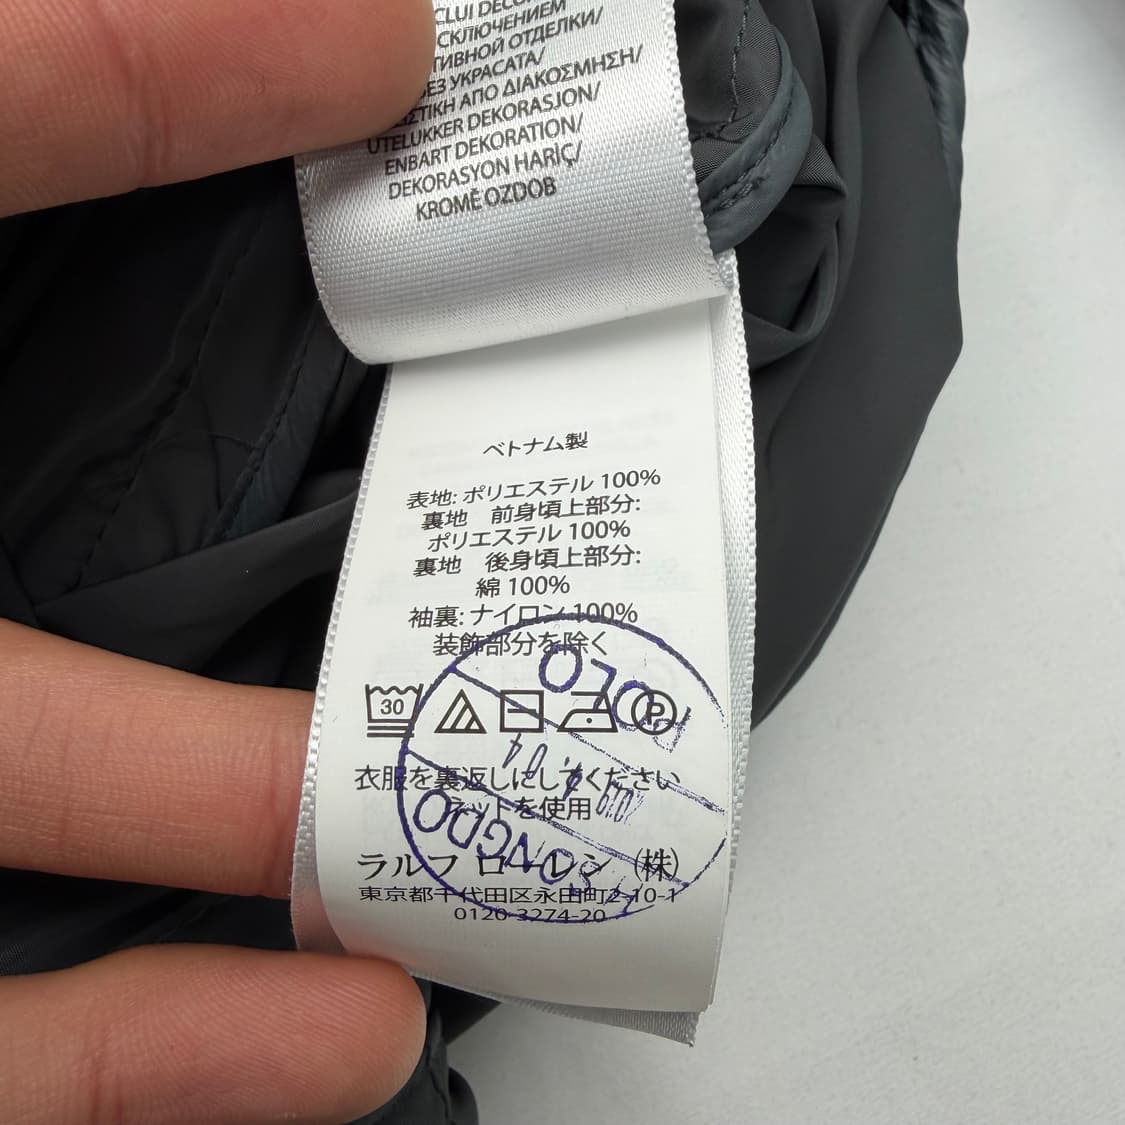 СКЛЮЧЕНИЕМ
ТИВНОЙ ОТДЕЛКИ/
БЕЗ УКРАСАТА/
ΣΤΙΚΗ ΑΠΟ ΔΙΑΚΟΣΜΗΣΗ/
UTELUKKER DEKORASJON/
ENBART DEKORATION/
DEKORASYON HARİÇ/
KROMĒ OZDOB
ベトナム製
表地: ポリエステル 100%
裏地 前身頃上部分:
ポリエステル 100%
裏地 後身頃上部分:
綿 100%
袖裏: ナイロン 100%
装飾部分を除く
30 P
衣服を裏返しにしてください
ネットを使用
ラルフ ローレン (株)
東京都千代田区永田町2-10-1
0120-3274-20
POLO
SONGDO